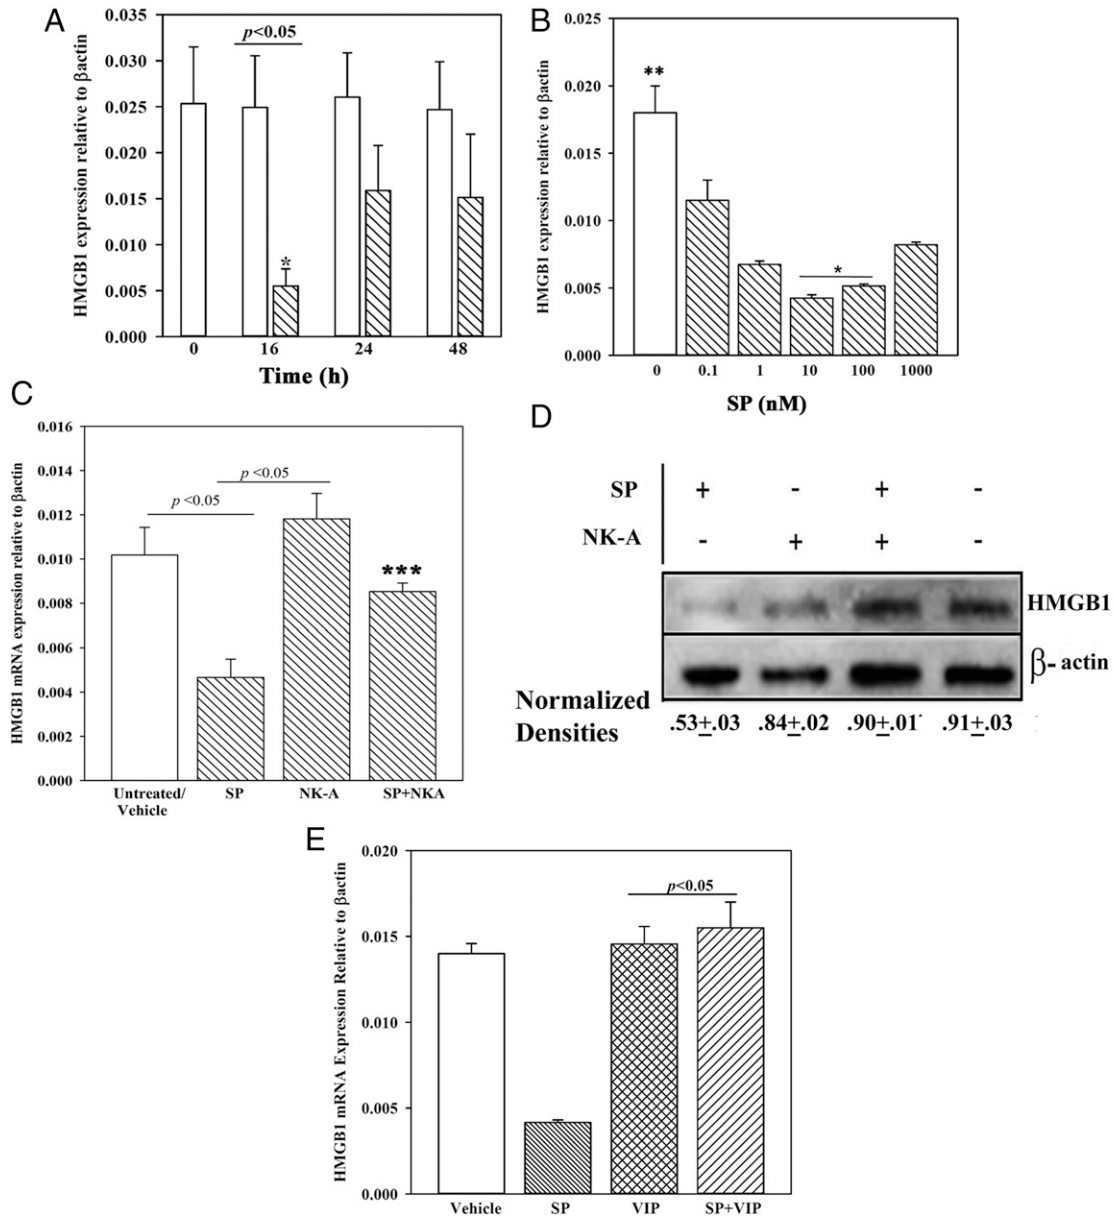 A
HMGB1 expression relative to βactin
0.035
0.030
0.025
0.020
0.015
0.010
0.005
0.000
p<0.05
*
0 16 24 48
Time (h)
B
HMGB1 expression relative to βactin
0.025
0.020
0.015
0.010
0.005
0.000
**
*
0 0.1 1 10 100 1000
SP (nM)
C
HMGB1 mRNA expression relative to βactin
0.016
0.014
0.012
0.010
0.008
0.006
0.004
0.002
0.000
p <0.05
p <0.05
***
Untreated/ SP NK-A SP+NKA
Vehicle
D
SP + - + -
NK-A - + + -
HMGB1
β- actin
Normalized
Densities
.53±.03 .84±.02 .90±.01 .91±.03
E
HMGB1 mRNA Expression Relative to βactin
0.020
0.015
0.010
0.005
0.000
p<0.05
Vehicle SP VIP SP+VIP